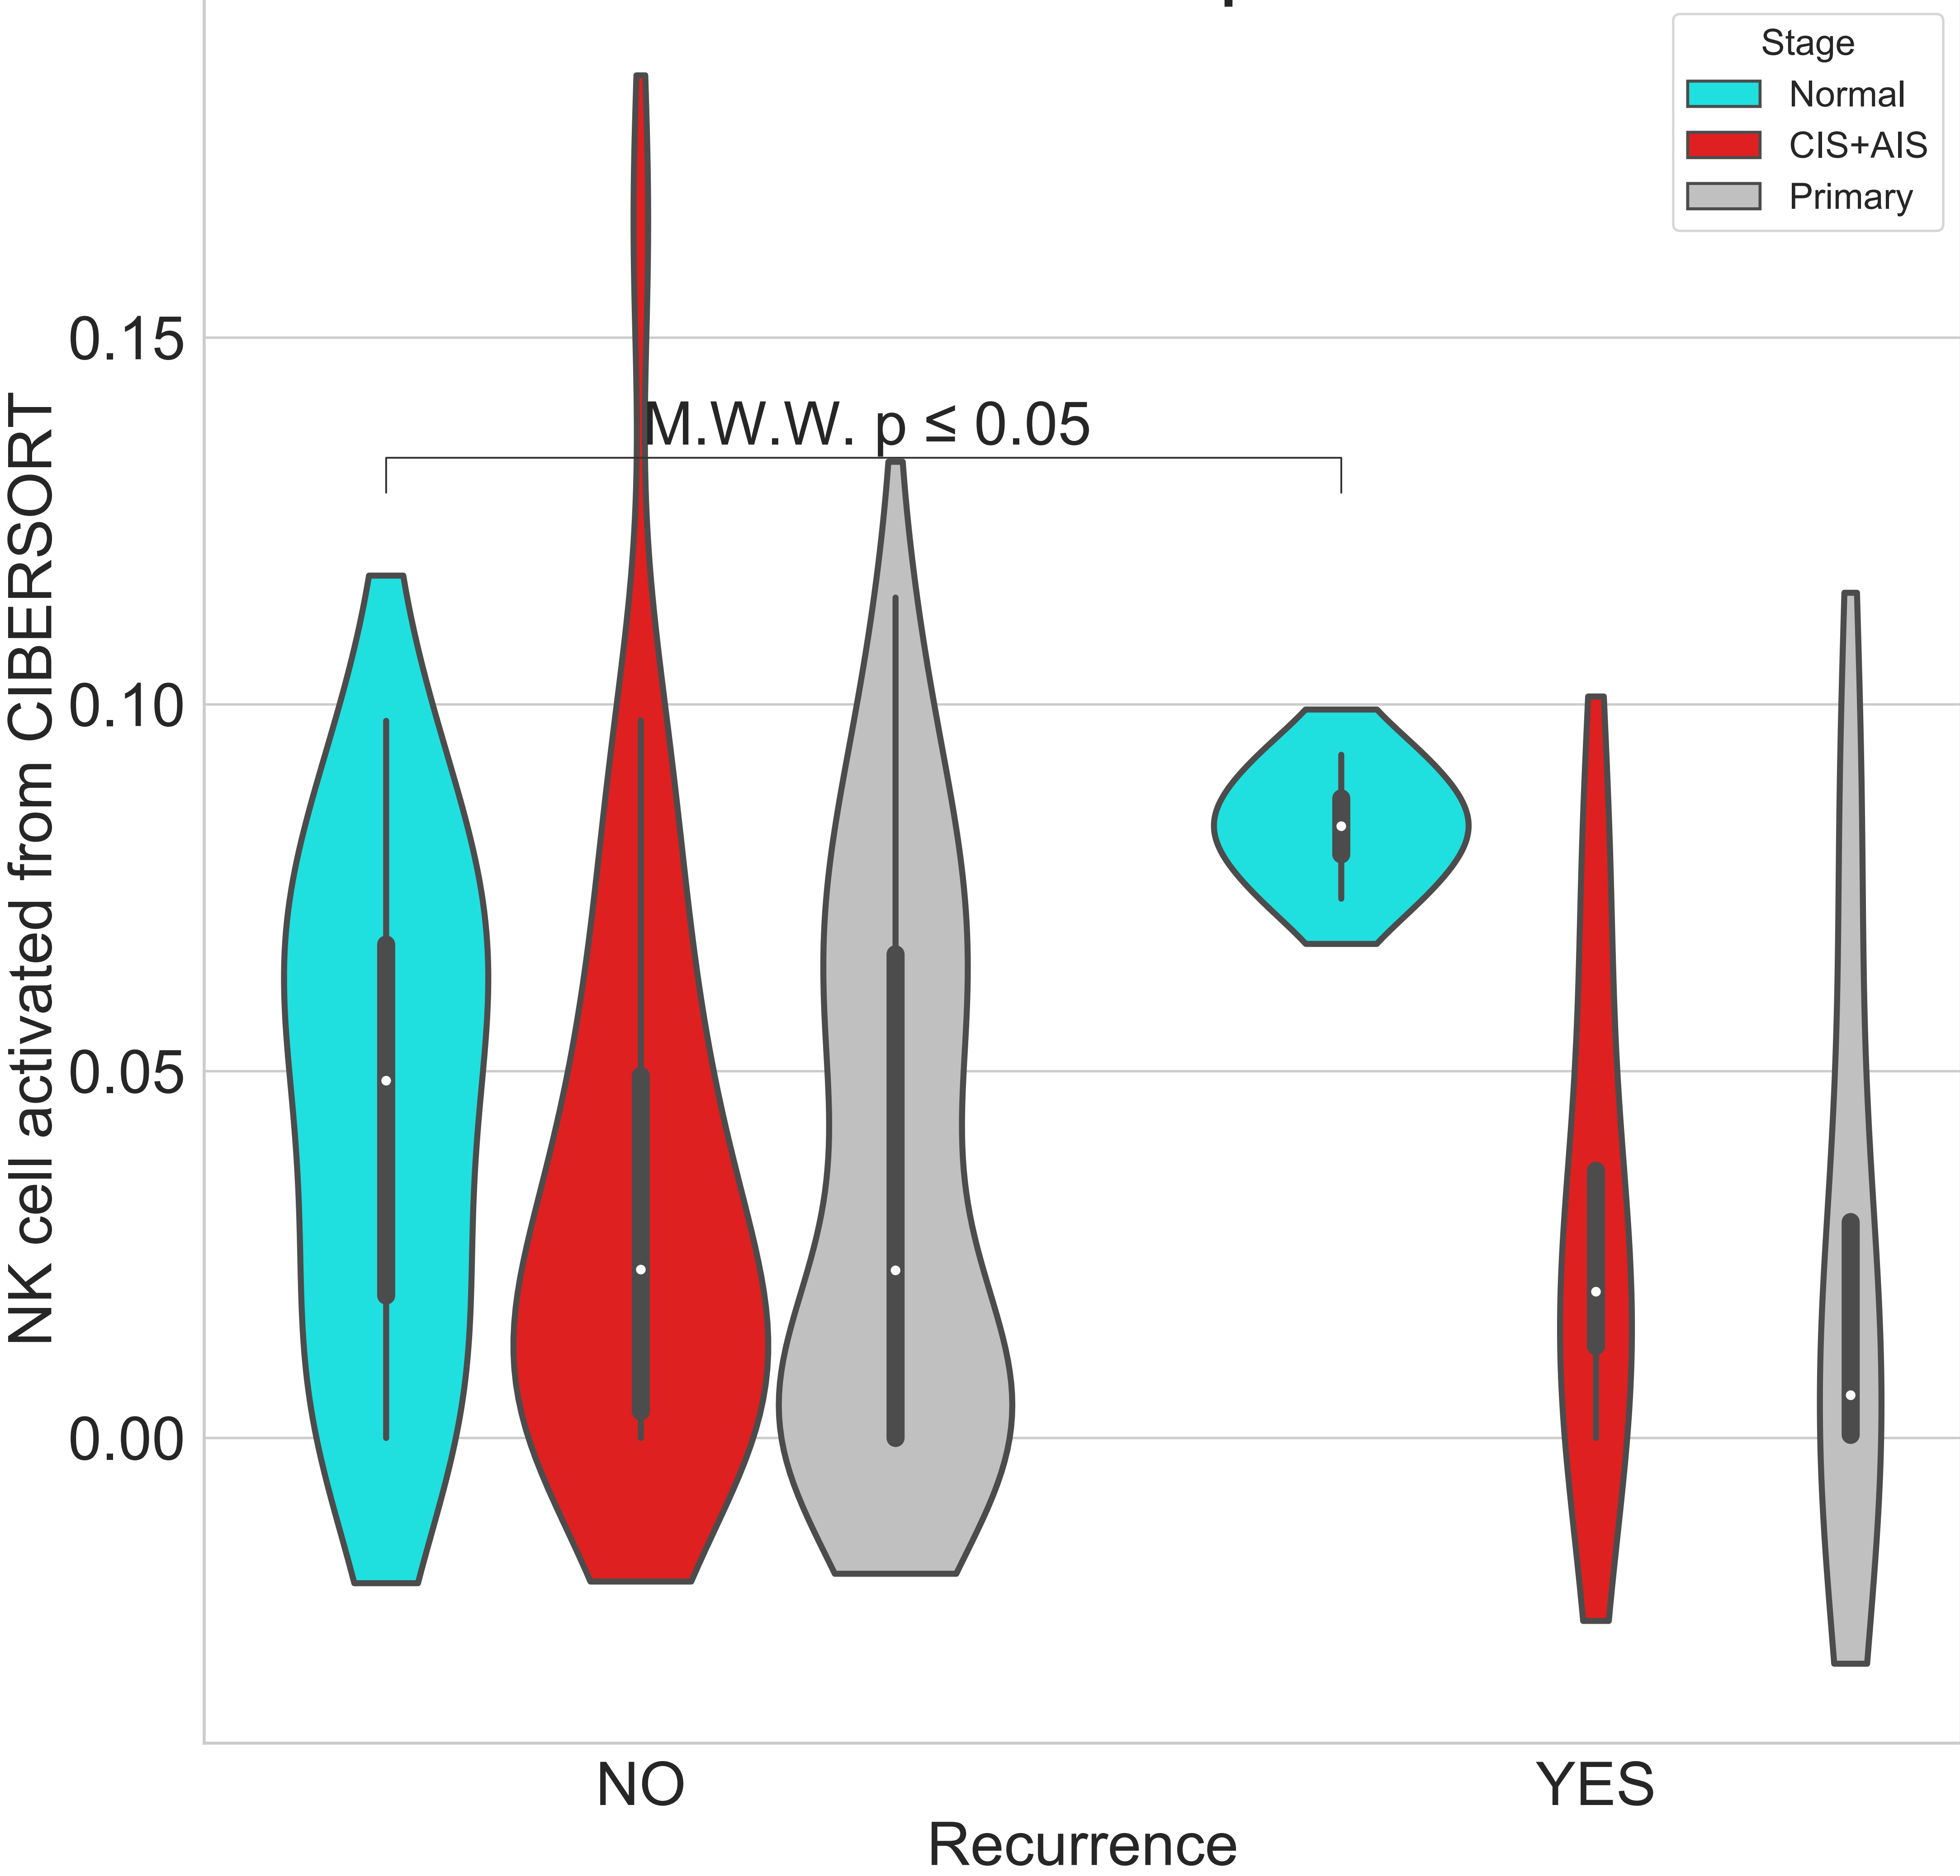 Stage
Normal
CIS+AIS
Primary
0.15
M.W.W. p ≤ 0.05
0.10
0.05
0.00
NK cell activated from CIBERSORT
NO
YES
Recurrence